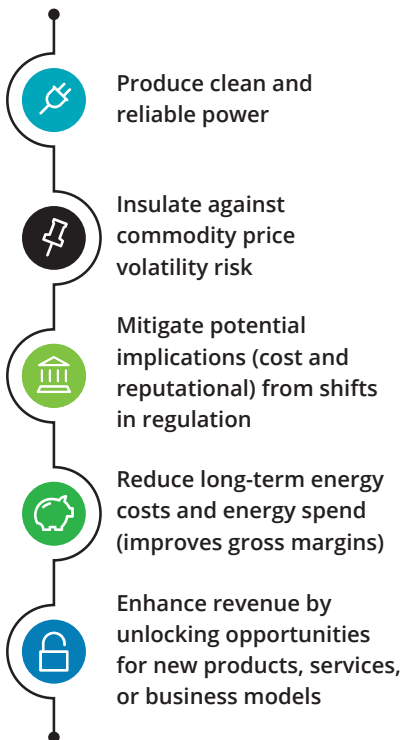 Produce clean and
reliable power
Insulate against
commodity price
volatility risk
Mitigate potential
implications (cost and
reputational) from shifts
in regulation
Reduce long-term energy
costs and energy spend
(improves gross margins)
Enhance revenue by
unlocking opportunities
for new products, services,
or business models